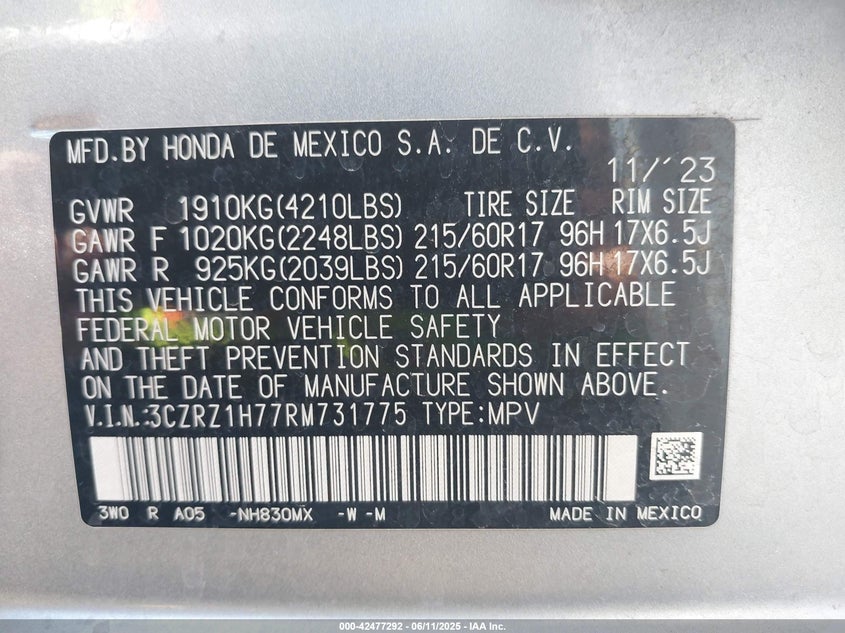 MFD.BY HONDA DE MEXICO S.A. DE C.V.
11/'23
GVWR 1910KG(4210LBS) TIRE SIZE RIM SIZE
GAWR F 1020KG(2248LBS) 215/60R17 96H 17X6.5J
GAWR R 925KG(2039LBS) 215/60R17 96H 17X6.5J
THIS VEHICLE CONFORMS TO ALL APPLICABLE
FEDERAL MOTOR VEHICLE SAFETY
AND THEFT PREVENTION STANDARDS IN EFFECT
ON THE DATE OF MANUFACTURE SHOWN ABOVE.
V.I.N.:3CZRZ1H77RM731775 TYPE:MPV
3W0 R A05 -NH830MX -W -M MADE IN MEXICO
000-42477292 - 06/11/2025 - IAA Inc.